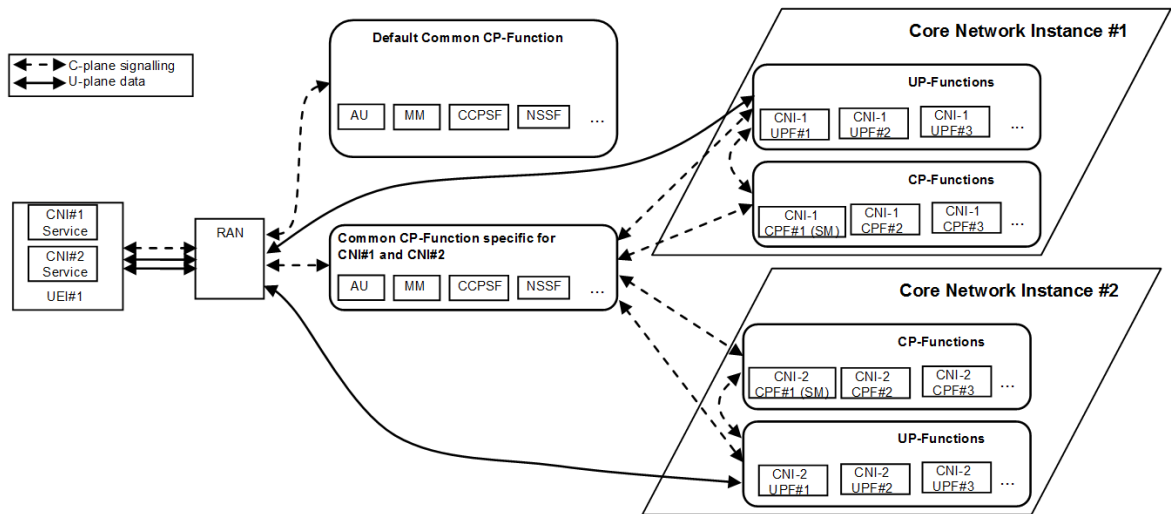 C-plane signalling
U-plane data
Default Common CP-Function
AU
MM
CCPSF
NSSF
...
Core Network Instance #1
UP-Functions
CNI-1
UPF#1
CNI-1
UPF#2
CNI-1
UPF#3
...
CP-Functions
CNI-1
CPF#1 (SM)
CNI-1
CPF#2
CNI-1
CPF#3
...
CNI#1
Service
CNI#2
Service
UEI#1
RAN
Common CP-Function specific for
CNI#1 and CNI#2
AU
MM
CCPSF
NSSF
...
Core Network Instance #2
CP-Functions
CNI-2
CPF#1 (SM)
CNI-2
CPF#2
CNI-2
CPF#3
...
UP-Functions
CNI-2
UPF#1
CNI-2
UPF#2
CNI-2
UPF#3
...